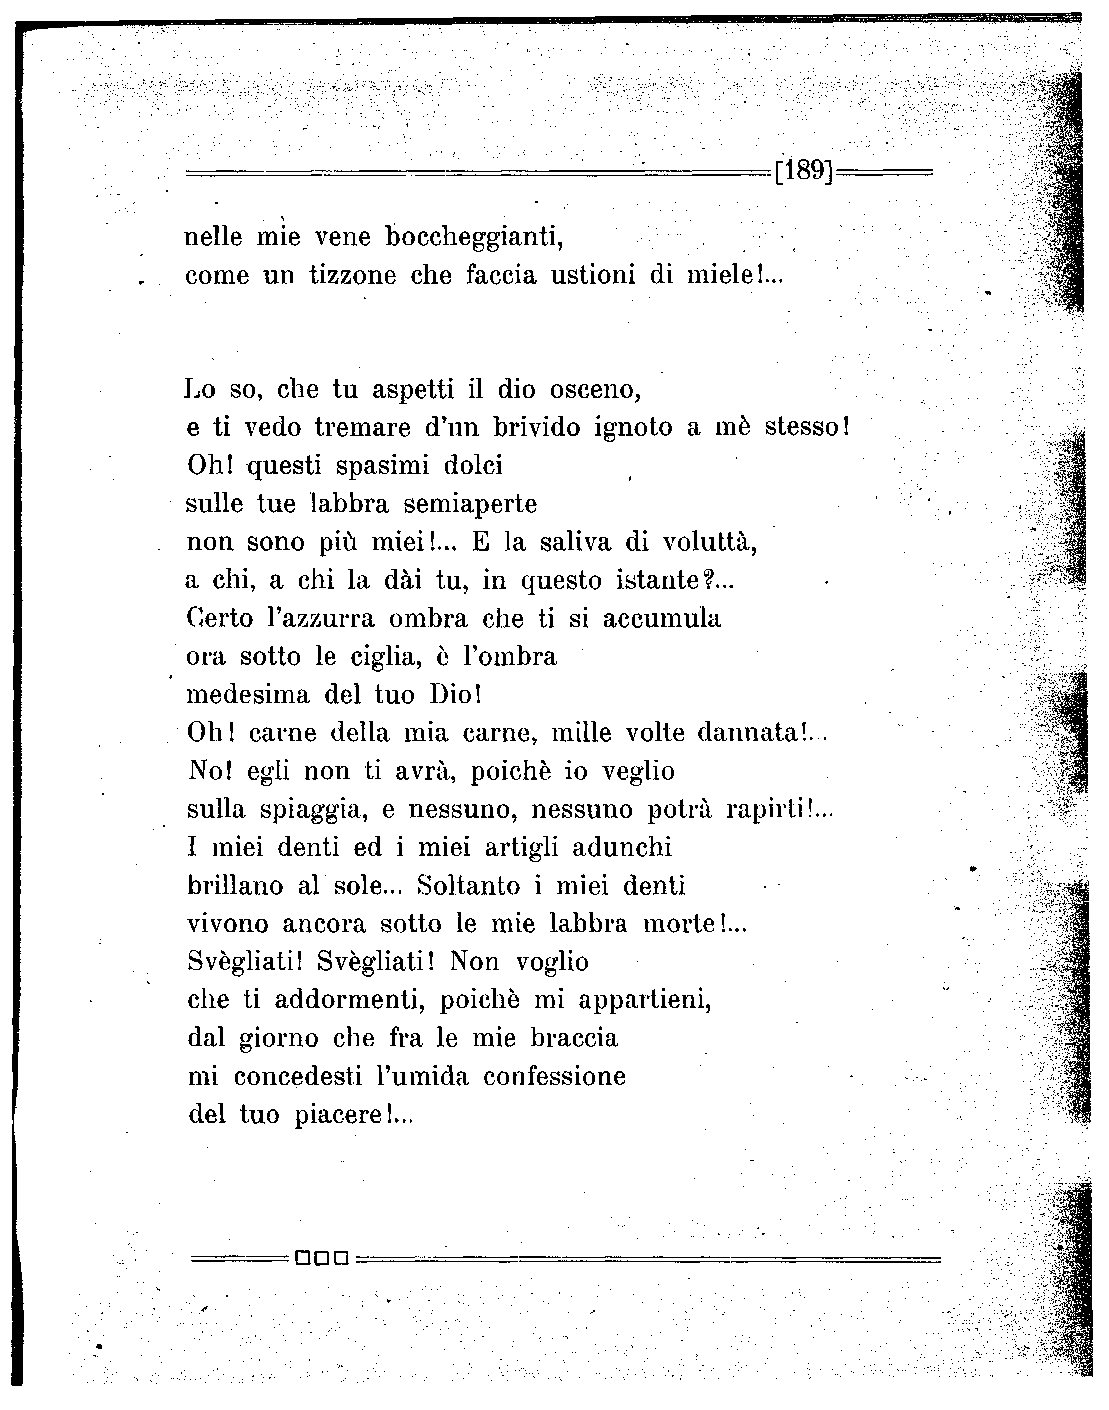 [189]
nelle mie vene boccheggianti,
come un tizzone che faccia ustioni di miele!...
Lo so, che tu aspetti il dio osceno,
e ti vedo tremare d'un brivido ignoto a mè stesso!
Oh! questi spasimi dolci
sulle tue labbra semiaperte
non sono più miei!... E la saliva di voluttà,
a chi, a chi la dài tu, in questo istante?...
Certo l'azzurra ombra che ti si accumula
ora sotto le ciglia, è l'ombra
medesima del tuo Dio!
Oh! carne della mia carne, mille volte dannata!...
No! egli non ti avrà, poichè io veglio
sulla spiaggia, e nessuno, nessuno potrà rapirti!...
I miei denti ed i miei artigli adunchi
brillano al sole... Soltanto i miei denti
vivono ancora sotto le mie labbra morte!...
Svègliati! Svègliati! Non voglio
che ti addormenti, poichè mi appartieni,
dal giorno che fra le mie braccia
mi concedesti l'umida confessione
del tuo piacere!...